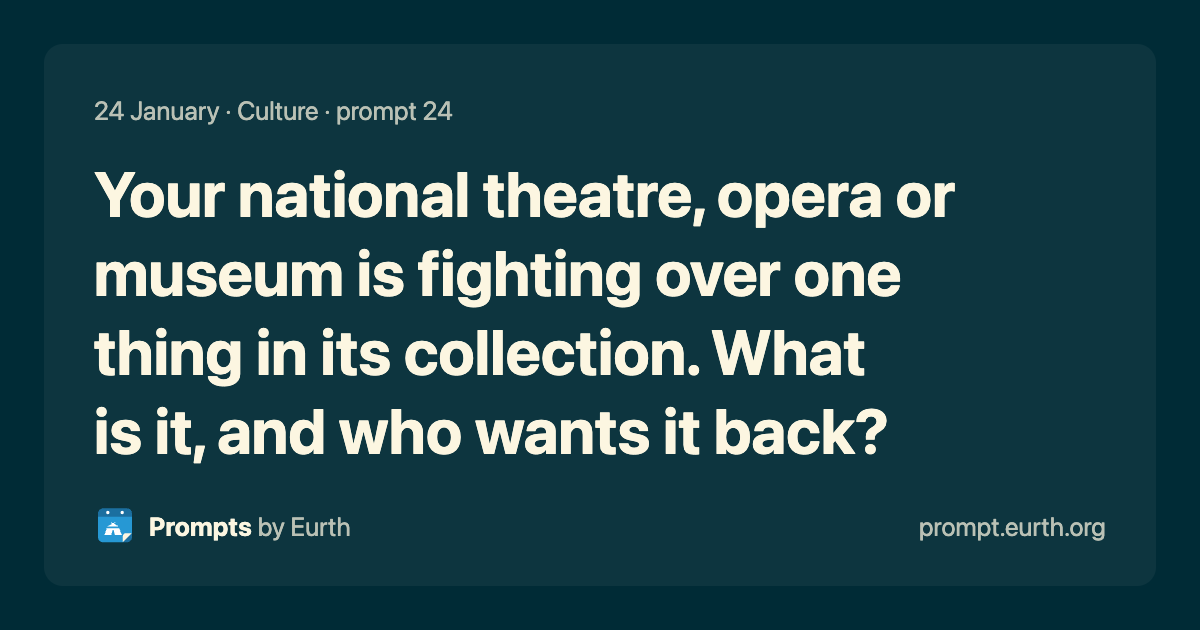 24 January · Culture · prompt 24
Your national theatre, opera or
museum is fighting over one
thing in its collection. What
is it, and who wants it back?
Prompts by Eurth
prompt.eurth.org